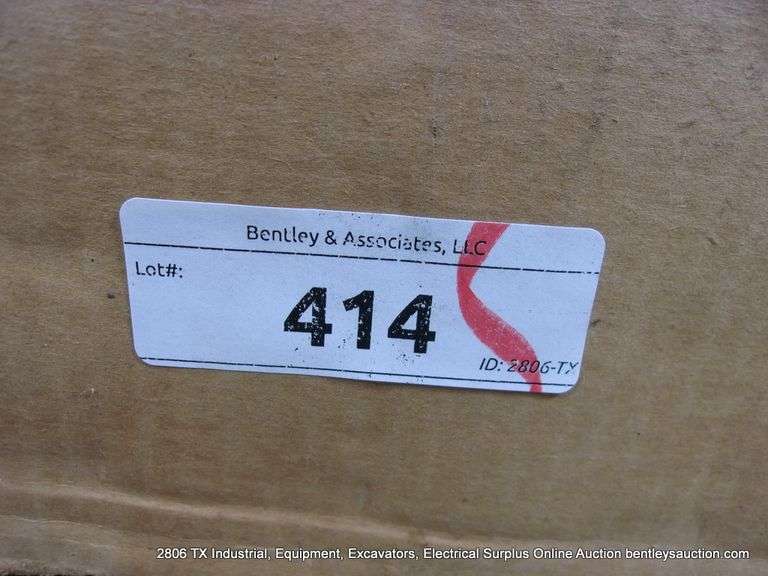 Bentley & Associates, LLC
Lot#:
414
ID: 2806-TX
2806 TX Industrial, Equipment, Excavators, Electrical Surplus Online Auction bentleysauction.com